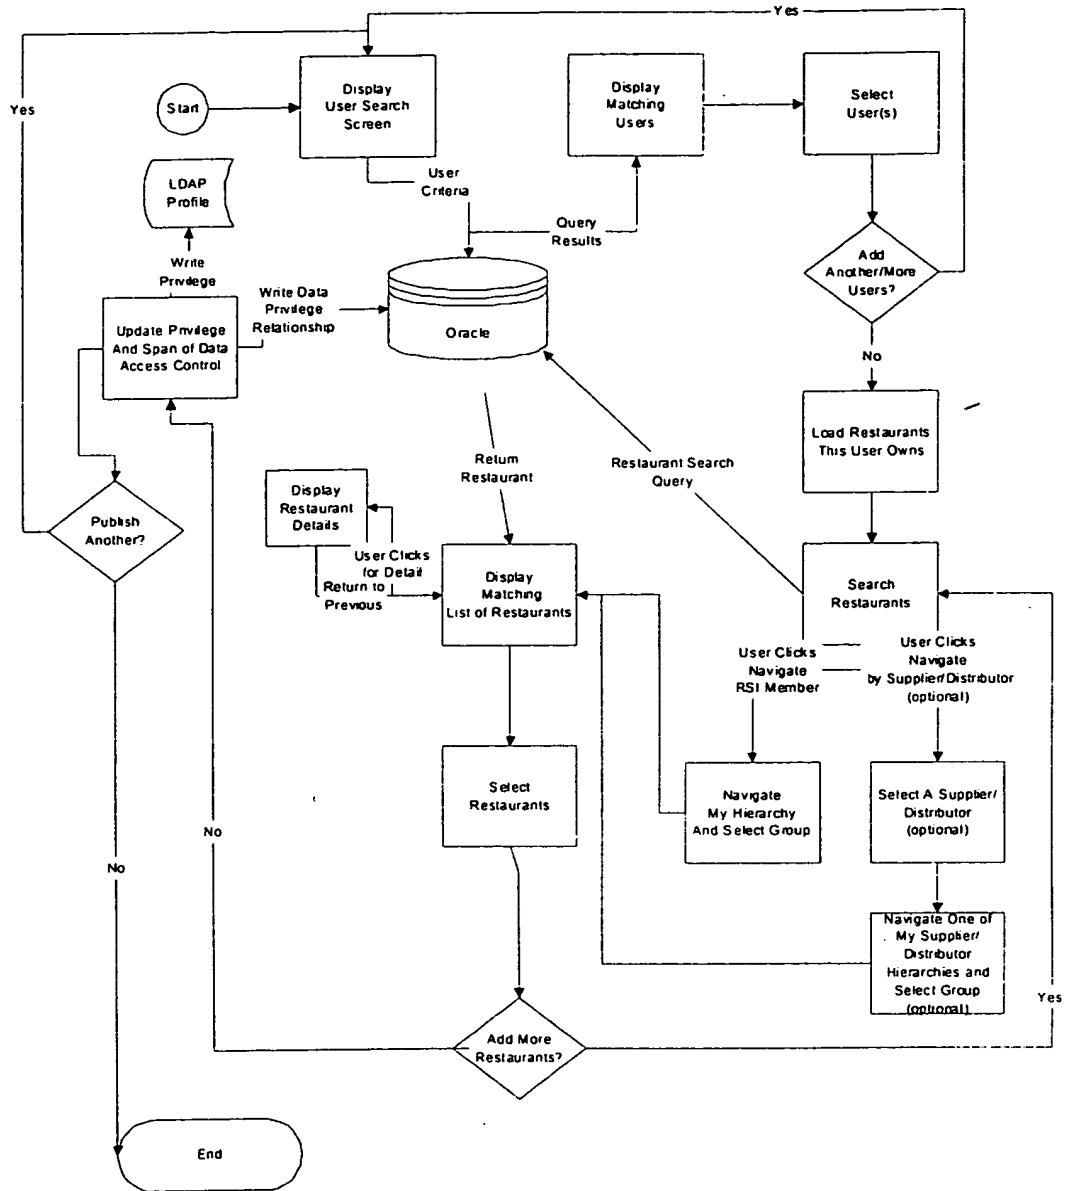 Yes
Yes
Start
Display
User Search
Screen
Display
Matching
Users
Select
User(s)
LDAP
Profile
User
Criteria
Query
Results
Write
Privilege
Write Data
Privilege
Relationship
Add
Another/More
Users?
Update Privilege
And Span of Data
Access Control
Oracle
No
Load Restaurants
This User Owns
Return
Restaurant
Restaurant Search
Query
Display
Restaurant
Details
Publish
Another?
User Clicks
for Detail
Return to
Previous
Display
Matching
List of Restaurants
Search
Restaurants
User Clicks
Navigate
RSI Member
User Clicks
Navigate
by Supplier/Distributor
(optional)
Select
Restaurants
Navigate
My Hierarchy
And Select Group
Select A Supplier/
Distributor
(optional)
No
No
Navigate One of
My Supplier/
Distributor
Hierarchies and
Select Group
(optional)
Yes
Add More
Restaurants?
End